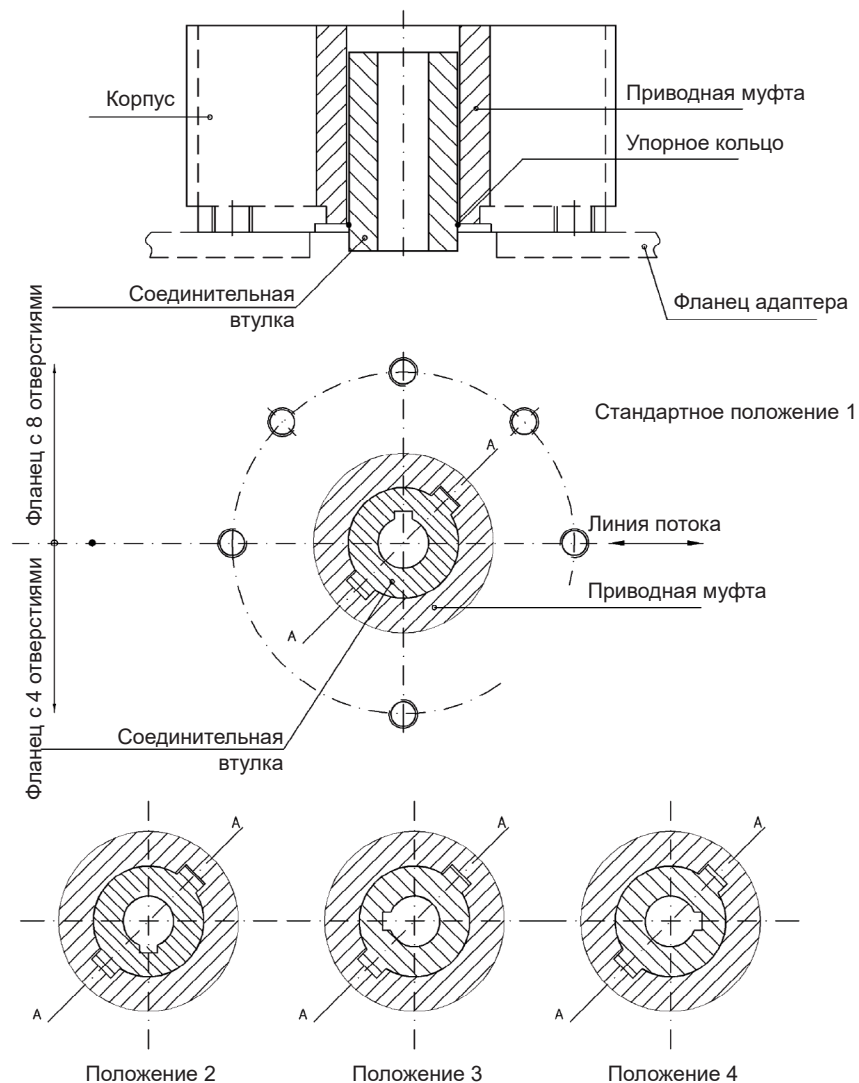 Корпус
Приводная муфта
Упорное кольцо
Соединительная
втулка
Фланец адаптера
Фланец с 8 отверстиями
Стандартное положение 1
A
Линия потока
Приводная муфта
A
Фланец с 4 отверстиями
Соединительная
втулка
A
A
A
A
A
A
Положение 2
Положение 3
Положение 4